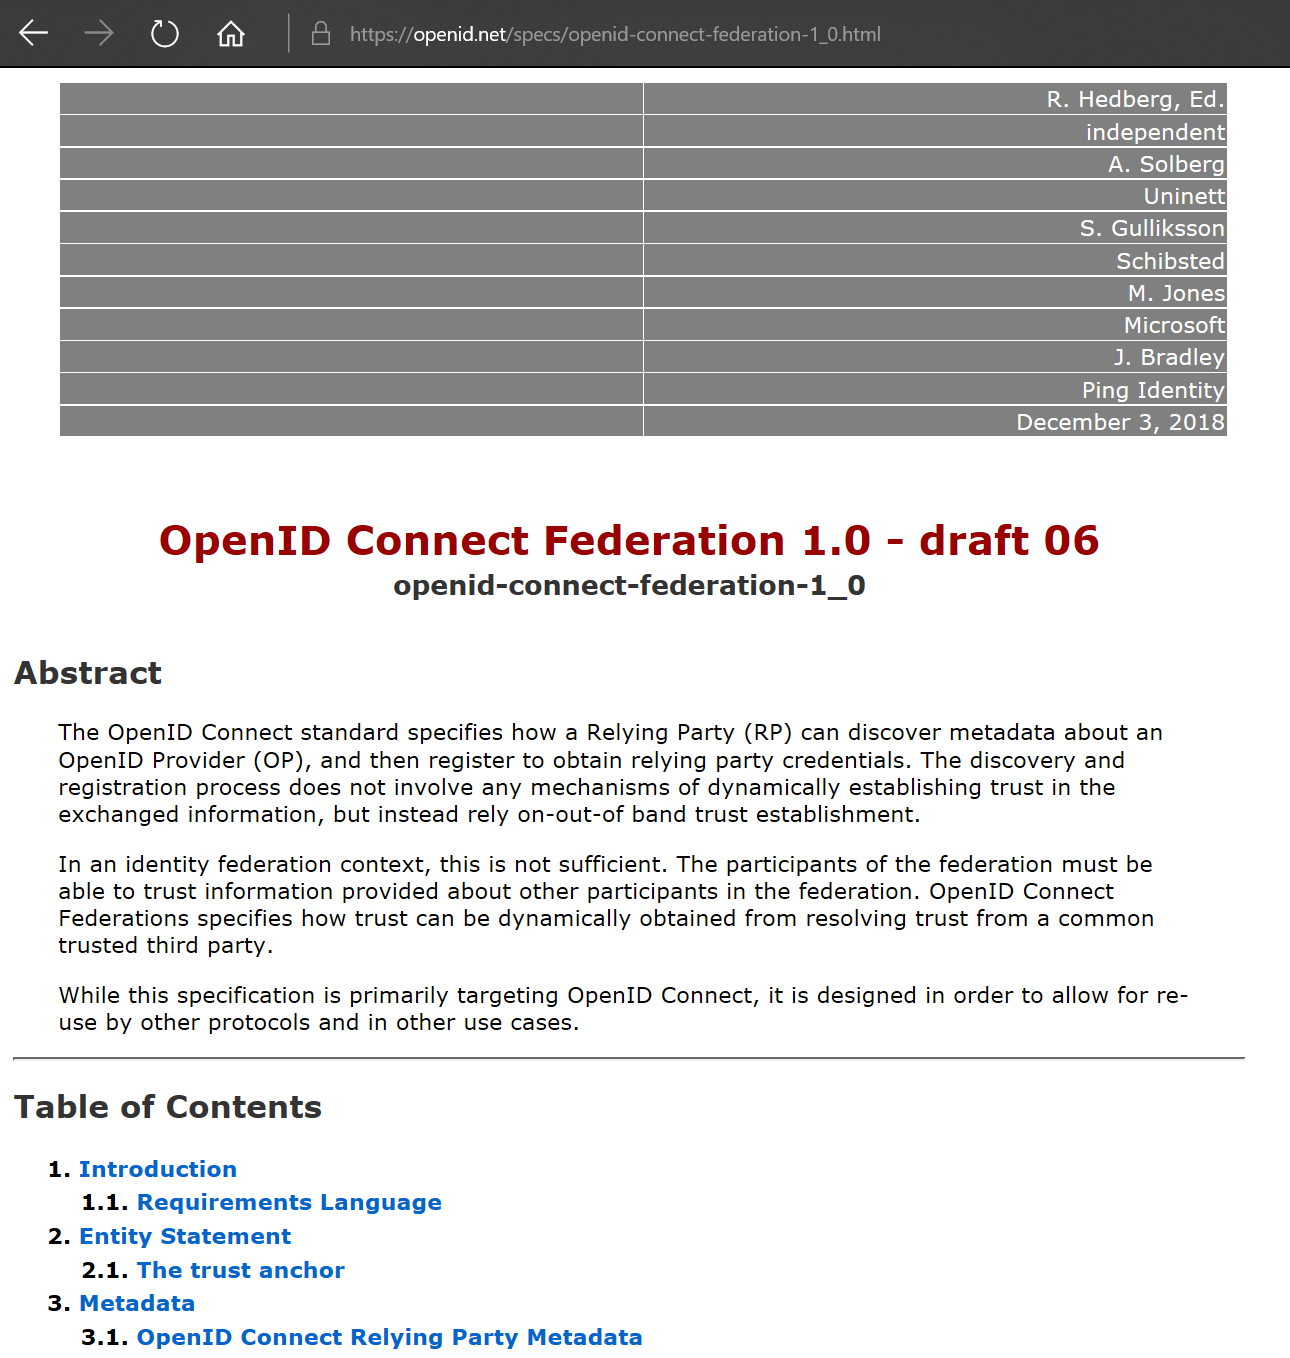 https://openid.net/specs/openid-connect-federation-1_0.html
R. Hedberg, Ed.
independent
A. Solberg
Uninett
S. Gulliksson
Schibsted
M. Jones
Microsoft
J. Bradley
Ping Identity
December 3, 2018
OpenID Connect Federation 1.0 - draft 06
openid-connect-federation-1_0
Abstract
The OpenID Connect standard specifies how a Relying Party (RP) can discover metadata about an
OpenID Provider (OP), and then register to obtain relying party credentials. The discovery and
registration process does not involve any mechanisms of dynamically establishing trust in the
exchanged information, but instead rely on-out-of band trust establishment.
In an identity federation context, this is not sufficient. The participants of the federation must be
able to trust information provided about other participants in the federation. OpenID Connect
Federations specifies how trust can be dynamically obtained from resolving trust from a common
trusted third party.
While this specification is primarily targeting OpenID Connect, it is designed in order to allow for re-
use by other protocols and in other use cases.
Table of Contents
1. Introduction
1.1. Requirements Language
2. Entity Statement
2.1. The trust anchor
3. Metadata
3.1. OpenID Connect Relying Party Metadata